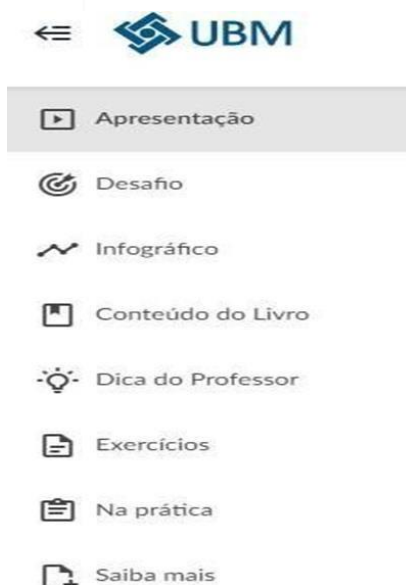 UBM
Apresentação
Desafio
Infográfico
Conteúdo do Livro
Dica do Professor
Exercícios
Na prática
Saiba mais